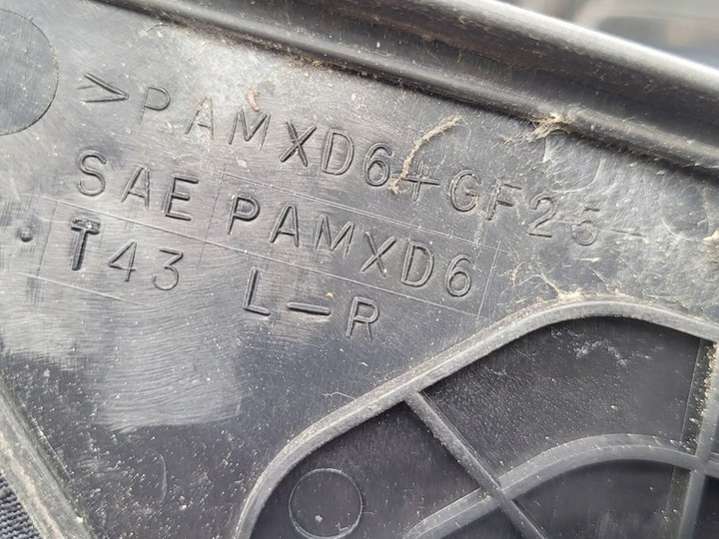 >PAMXD6+GF25-
SAE PAMXD6
T43 L-R